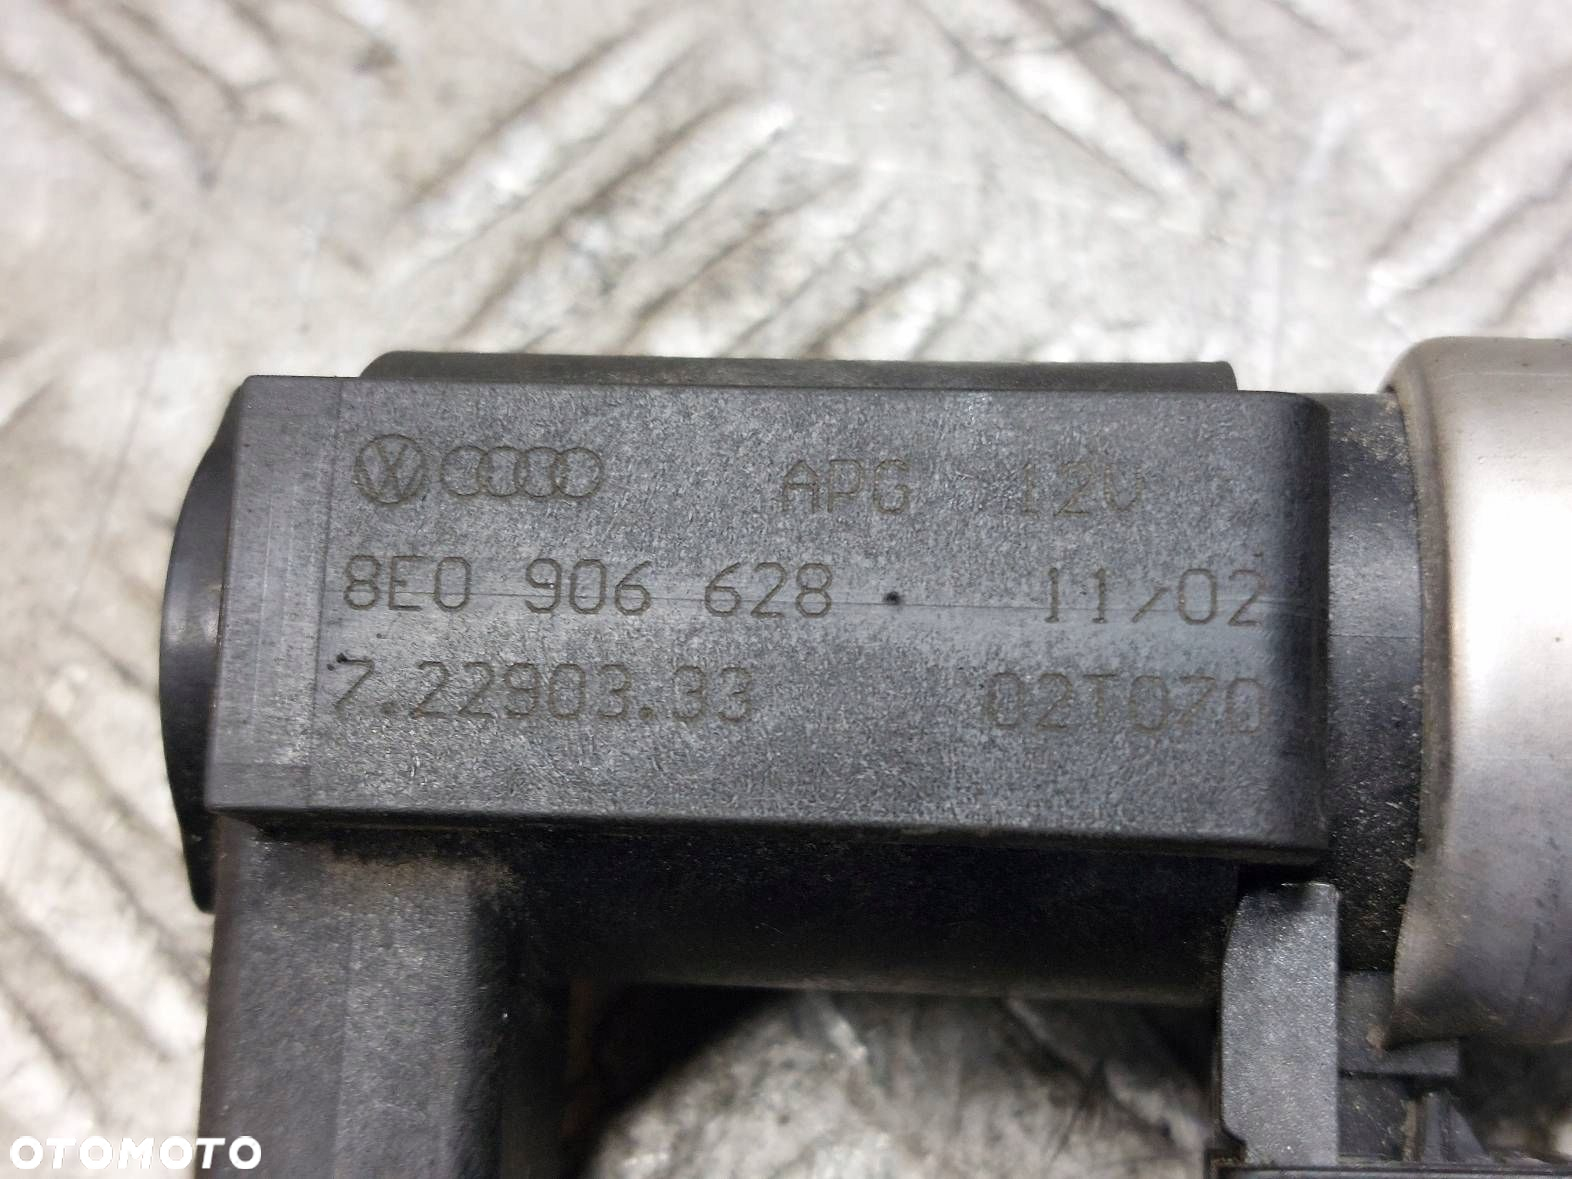 APG 12V
8E0 906 628 11/02
7.22903.33 02T070
OTOMOTO